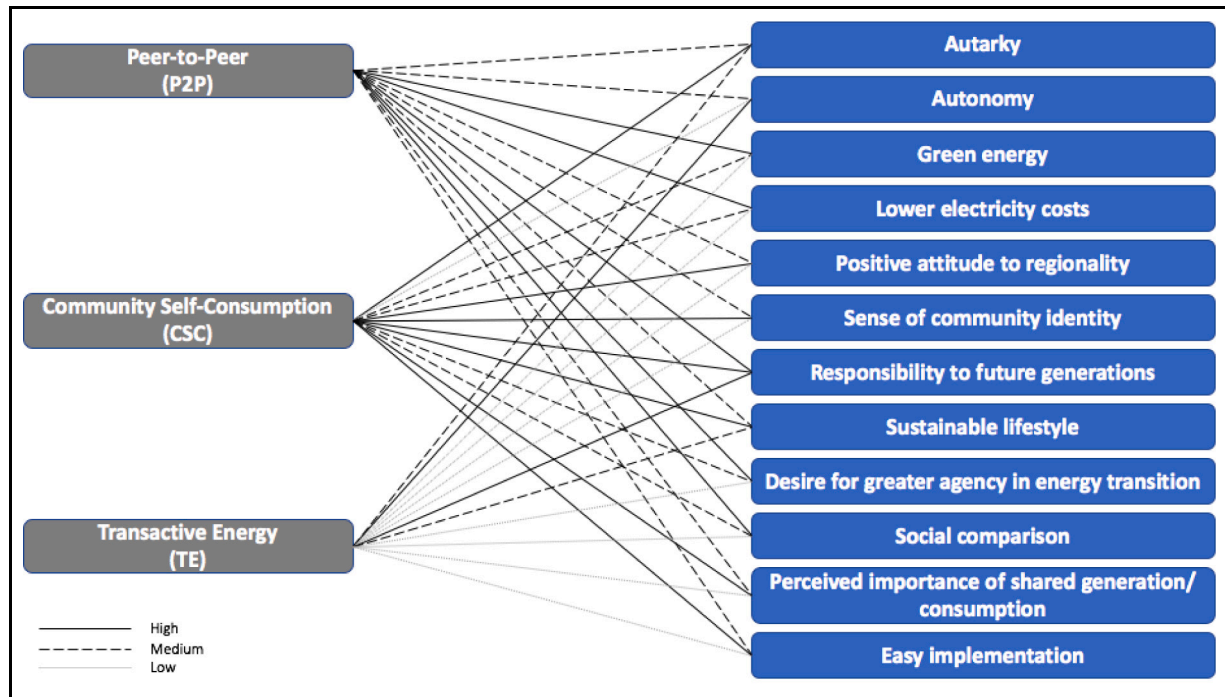 Peer-to-Peer
(P2P)
Community Self-Consumption
(CSC)
Transactive Energy
(TE)
High
Medium
Low
Autarky
Autonomy
Green energy
Lower electricity costs
Positive attitude to regionality
Sense of community identity
Responsibility to future generations
Sustainable lifestyle
Desire for greater agency in energy transition
Social comparison
Perceived importance of shared generation/
consumption
Easy implementation